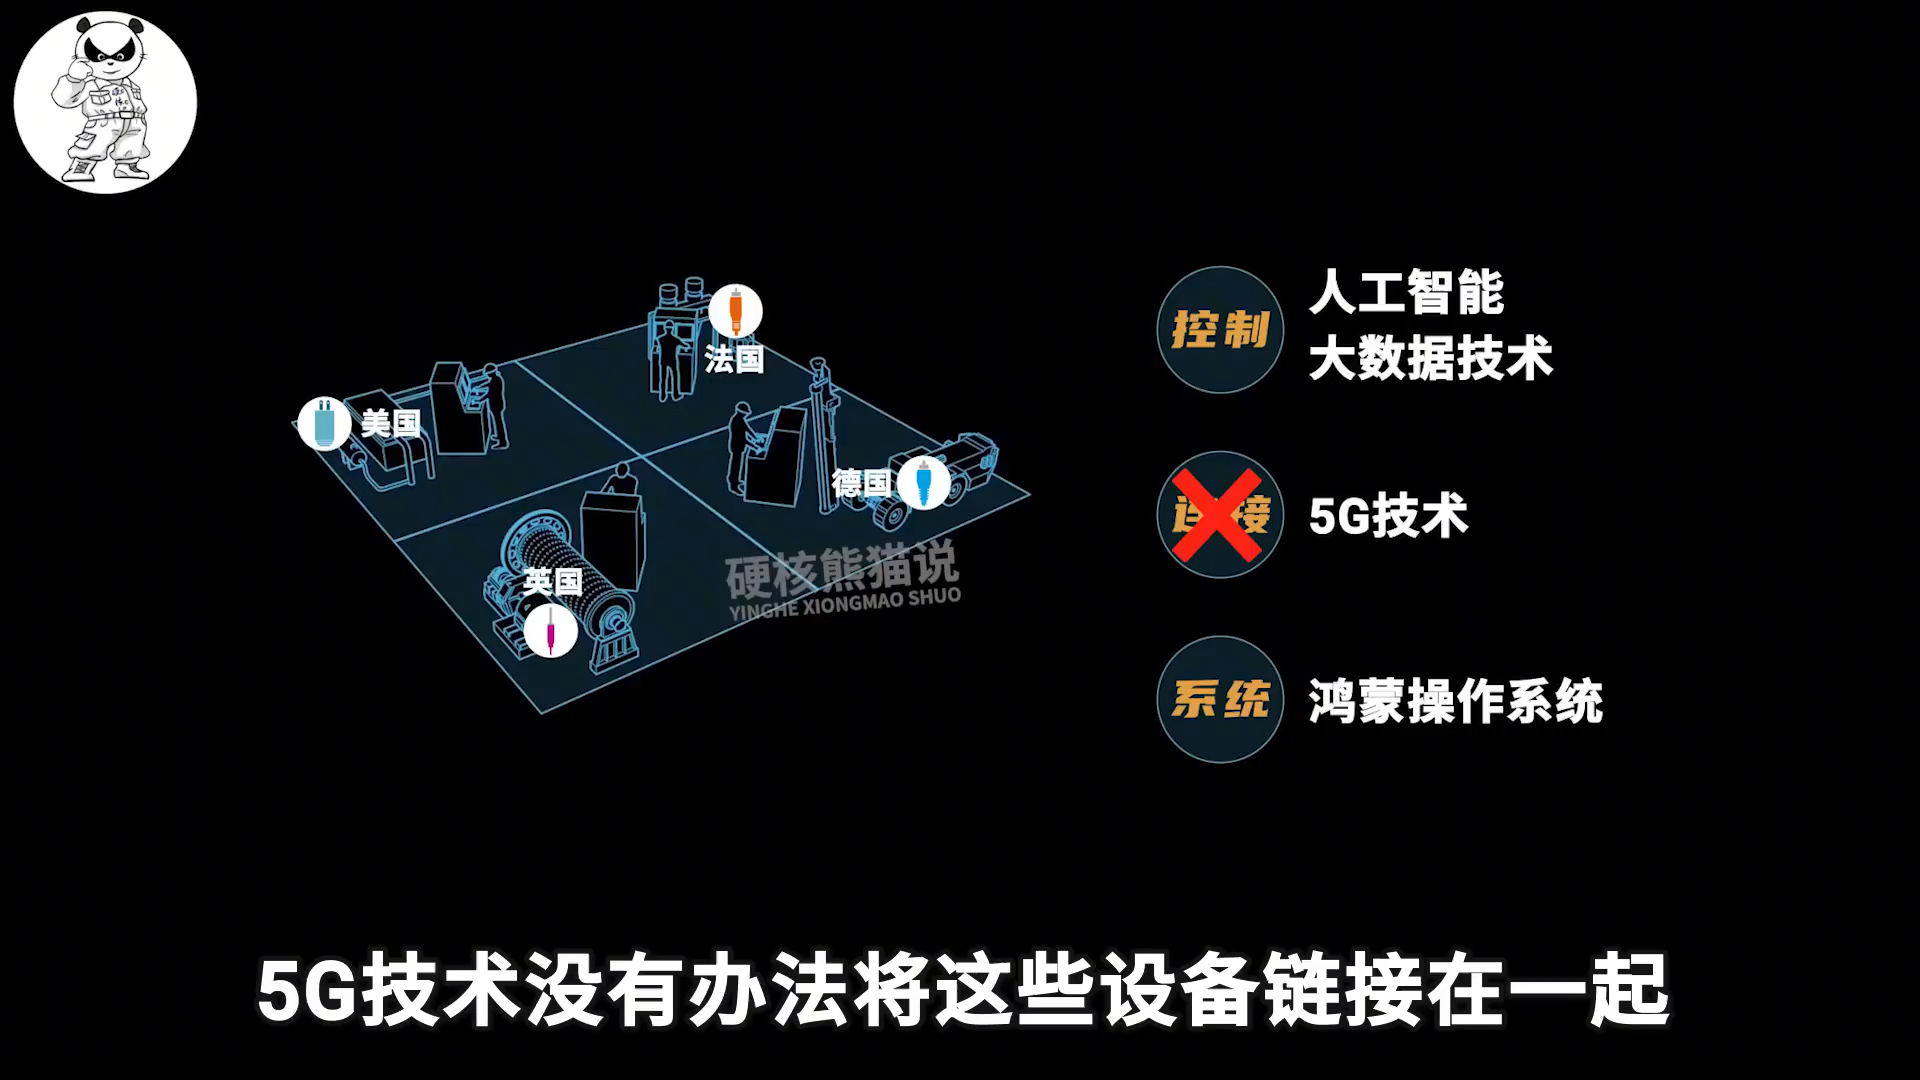 法国
美国
德国
英国
硬核熊猫说
YINGHE XIONGMAO SHUO
控制
人工智能
大数据技术
5G技术
系统
鸿蒙操作系统
5G技术没有办法将这些设备链接在一起